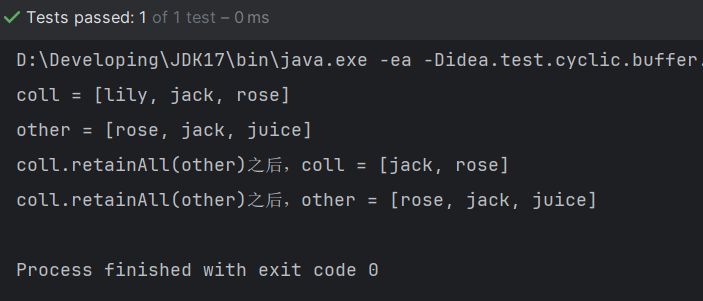 Tests passed: 1 of 1 test – 0 ms
D:\Developing\JDK17\bin\java.exe -ea -Didea.test.cyclic.buffer.
coll = [lily, jack, rose]
other = [rose, jack, juice]
coll.retainAll(other)之后，coll = [jack, rose]
coll.retainAll(other)之后，other = [rose, jack, juice]
Process finished with exit code 0